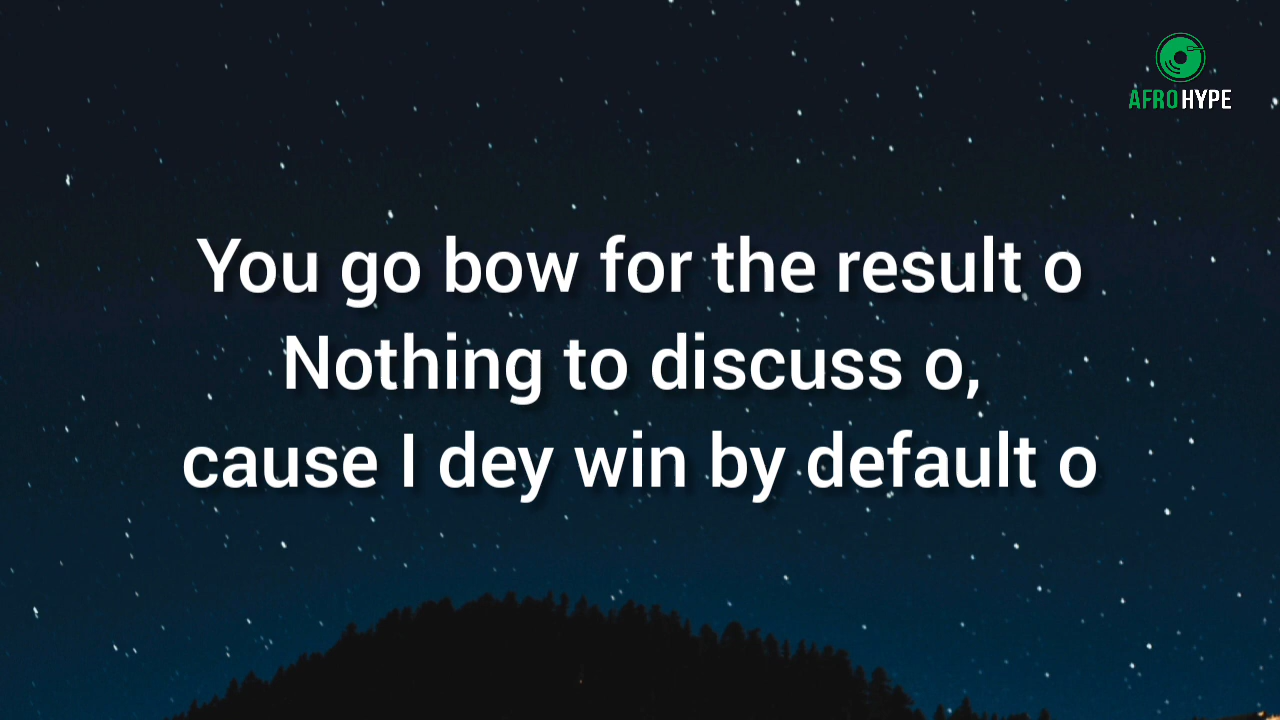 AFROHYPE
You go bow for the result o
Nothing to discuss o,
cause I dey win by default o